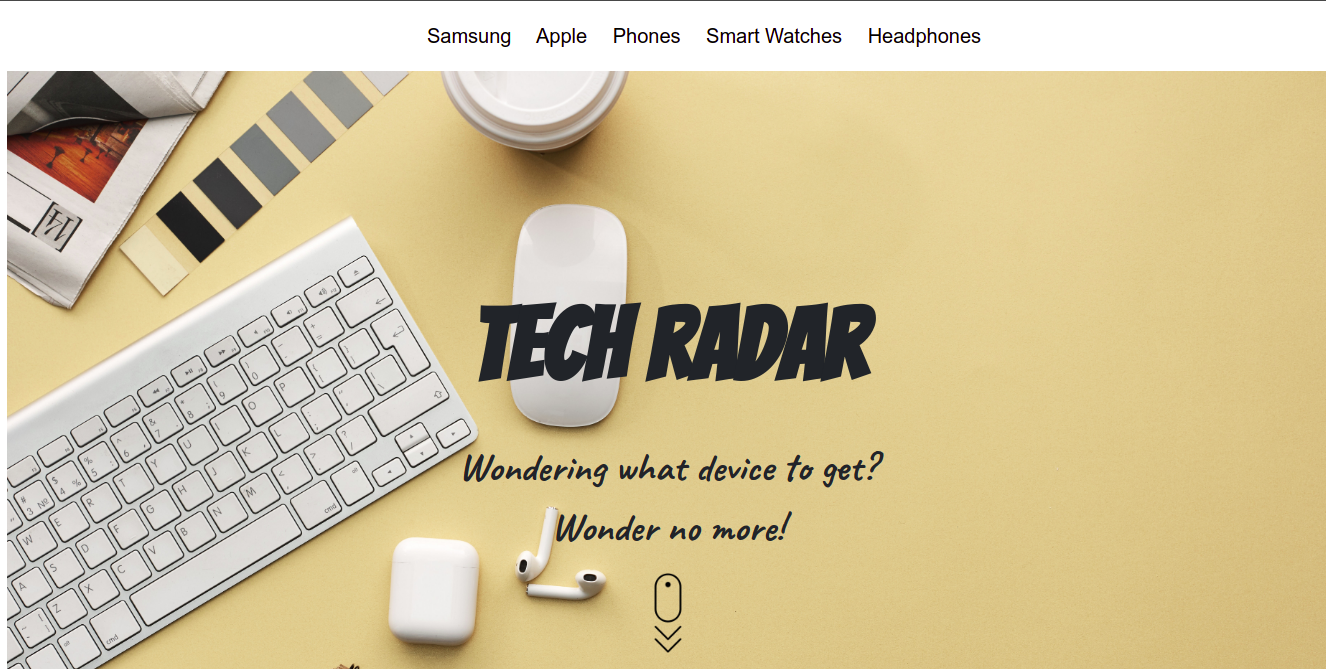 Samsung Apple Phones Smart Watches Headphones
TECH RADAR
Wondering what device to get?
Wonder no more!